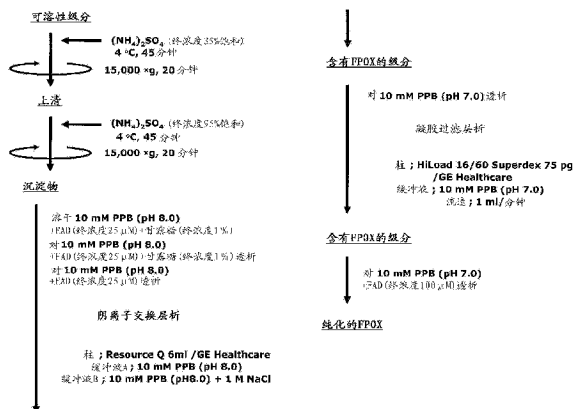 可溶性级分
(NH₄)₂SO₄ (终浓度35%饱和)
4 °C, 45 分钟
15,000 ×g, 20 分钟
上清
(NH₄)₂SO₄ (终浓度95%饱和)
4 °C, 45 分钟
15,000 ×g, 20 分钟
沉淀物
溶于 10 mM PPB (pH 8.0)
+FAD(终浓度25 μM)+甘露糖(终浓度1%)
对 10 mM PPB (pH 8.0)
+FAD(终浓度25 μM)+甘露糖(终浓度1%)透析
对 10 mM PPB (pH 8.0)
+FAD(终浓度25 μM)透析
阴离子交换层析
柱 ; Resource Q 6ml /GE Healthcare
缓冲液A ; 10 mM PPB (pH 8.0)
缓冲液B ; 10 mM PPB (pH8.0) + 1 M NaCl
含有FPOX的级分
对 10 mM PPB (pH 7.0)透析
凝胶过滤层析
柱 ; HiLoad 16/60 Superdex 75 pg
/GE Healthcare
缓冲液 ; 10 mM PPB (pH 7.0)
流速 ; 1 ml/分钟
含有FPOX的级分
对 10 mM PPB (pH 7.0)
+FAD(终浓度100 μM)透析
纯化的FPOX